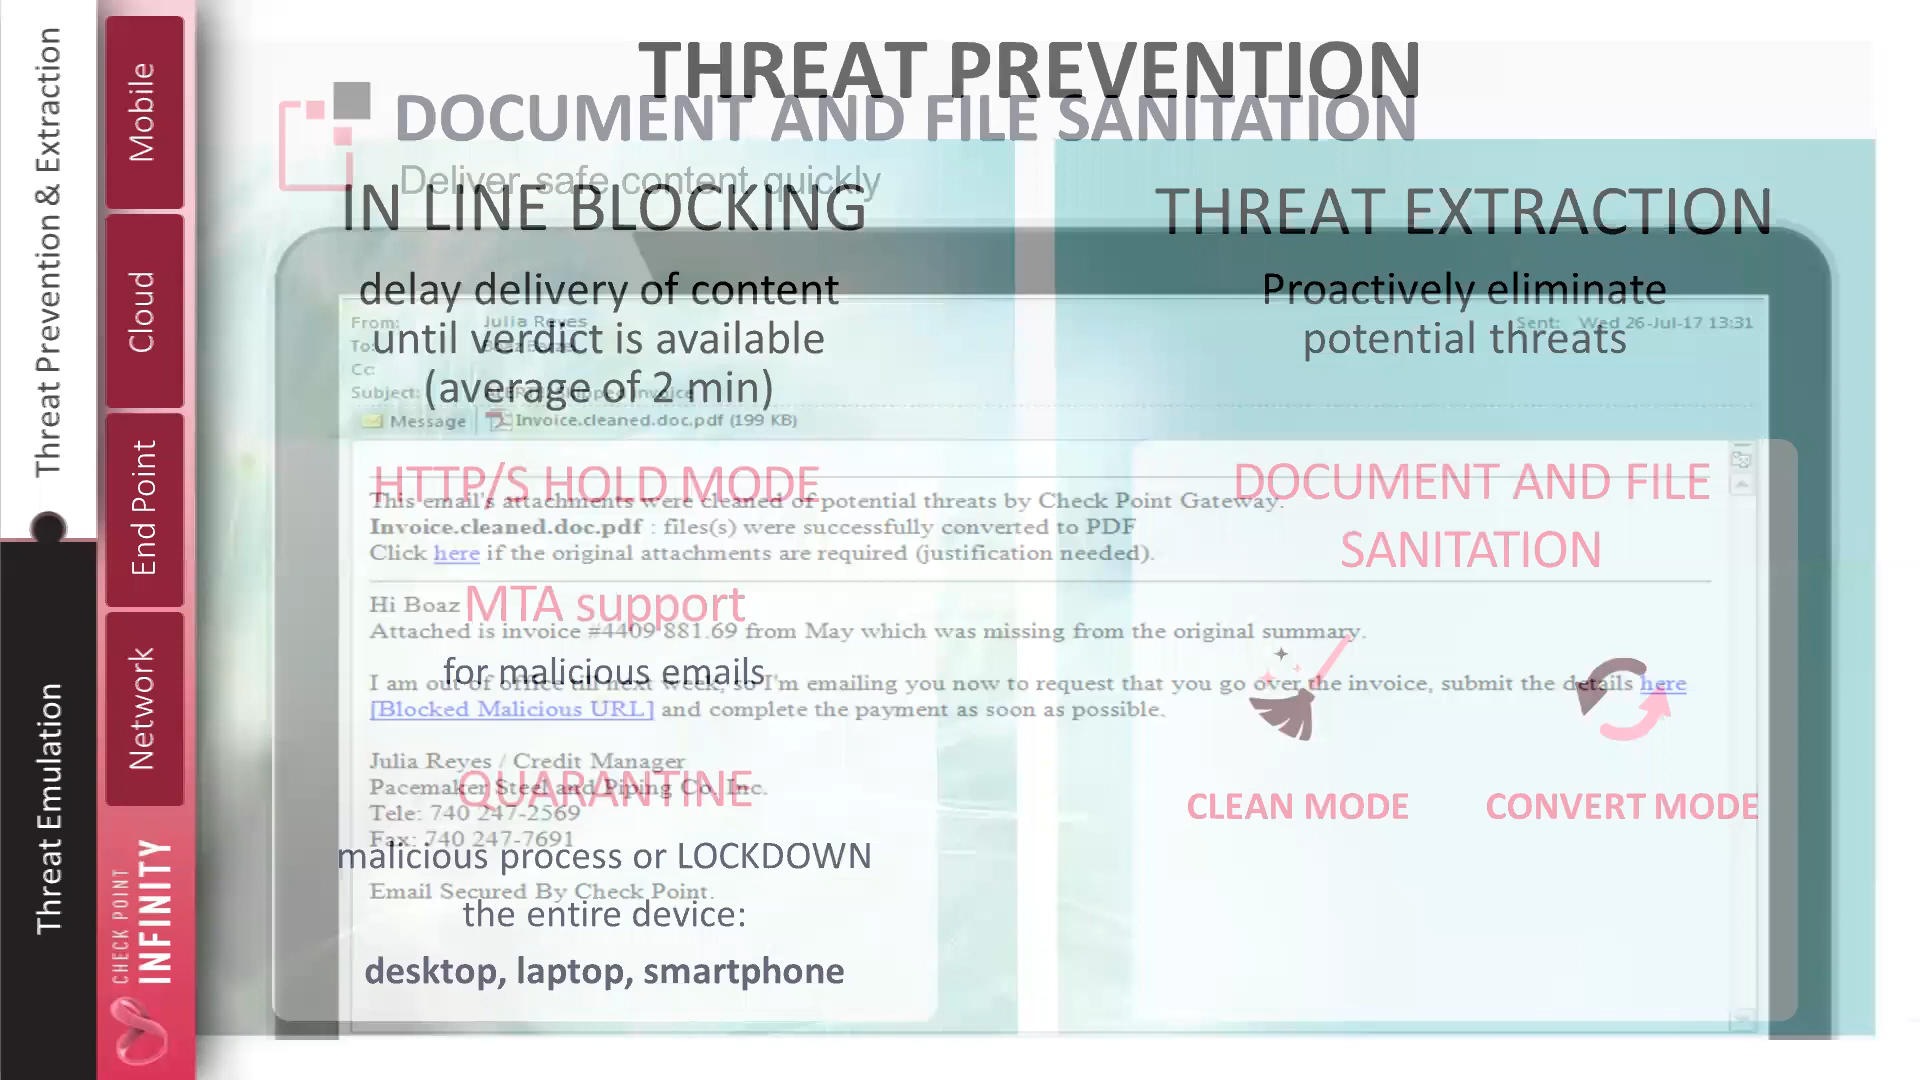 Threat Prevention & Extraction
Threat Emulation
Mobile
Cloud
End Point
Network
CHECK POINT
INFINITY
THREAT PREVENTION
DOCUMENT AND FILE SANITATION
Deliver safe content quickly
IN LINE BLOCKING
delay delivery of content
until verdict is available
(average of 2 min)
HTTP/S HOLD MODE
MTA support
for malicious emails
QUARANTINE
malicious process or LOCKDOWN
the entire device:
desktop, laptop, smartphone
THREAT EXTRACTION
Proactively eliminate
potential threats
DOCUMENT AND FILE
SANITATION
CLEAN MODE
CONVERT MODE
From: Julia Reyes
Sent: Wed 26-Jul-17 13:31
To:
Cc:
Subject: invoice
Message Invoice.cleaned.doc.pdf (199 KB)
This email's attachments were cleaned of potential threats by Check Point Gateway.
Invoice.cleaned.doc.pdf : files(s) were successfully converted to PDF
Click here if the original attachments are required (justification needed).
Hi Boaz
Attached is invoice #4409 881.69 from May which was missing from the original summary.
I am out of office till next week, so I'm emailing you now to request that you go over the invoice, submit the details here
[Blocked Malicious URL] and complete the payment as soon as possible.
Julia Reyes / Credit Manager
Pacemaker Steel and Piping Co. Inc.
Tele: 740 247-2569
Fax: 740 247-7691
Email Secured By Check Point.